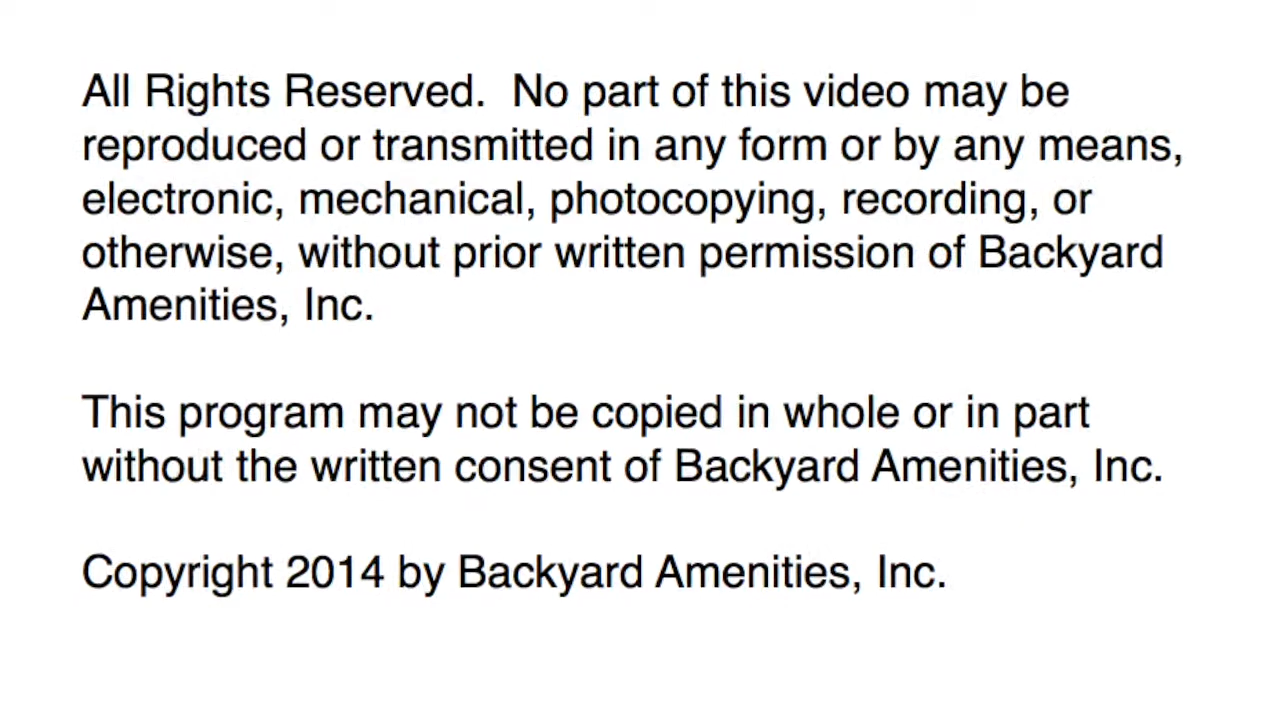 All Rights Reserved.  No part of this video may be
reproduced or transmitted in any form or by any means,
electronic, mechanical, photocopying, recording, or
otherwise, without prior written permission of Backyard
Amenities, Inc.
This program may not be copied in whole or in part
without the written consent of Backyard Amenities, Inc.
Copyright 2014 by Backyard Amenities, Inc.